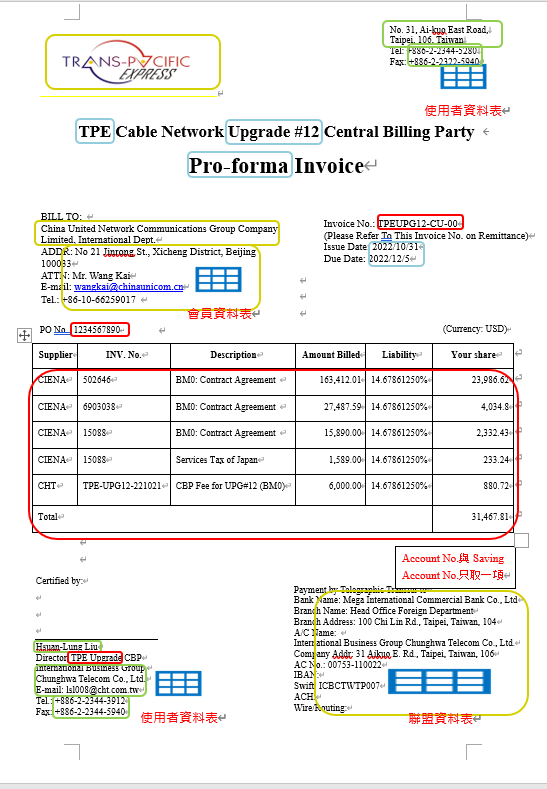 TRANS-PACIFIC
EXPRESS
No. 31, Ai-kuo East Road,
Taipei, 106, Taiwan
Tel: +886-2-2344-5280
Fax: +886-2-2322-5940
使用者資料表
TPE Cable Network Upgrade #12 Central Billing Party
Pro-forma Invoice
BILL TO:
China United Network Communications Group Company
Limited, International Dept.
ADDR: No 21 Jinrong St., Xicheng District, Beijing
100033
ATTN: Mr. Wang Kai
E-mail: wangkai@chinaunicom.cn
Tel.: +86-10-66259017
會員資料表
Invoice No.: TPEUPG12-CU-00
(Please Refer To This Invoice No. on Remittance)
Issue Date: 2022/10/31
Due Date: 2022/12/5
PO No.: 1234567890
(Currency: USD)
Supplier INV. No. Description Amount Billed Liability Your share
CIENA 502646 BM0: Contract Agreement 163,412.01 14.67861250% 23,986.62
CIENA 6903038 BM0: Contract Agreement 27,487.59 14.67861250% 4,034.8
CIENA 15088 BM0: Contract Agreement 15,890.00 14.67861250% 2,332.43
CIENA 15088 Services Tax of Japan 1,589.00 14.67861250% 233.24
CHT TPE-UPG12-221021 CBP Fee for UPG#12 (BM0) 6,000.00 14.67861250% 880.72
Total 31,467.81
Account No.與 Saving
Account No.只取一項
Certified by:
Hsuan-Lung Liu
Director TPE Upgrade CBP
International Business Group
Chunghwa Telecom Co., Ltd.
E-mail: lsl008@cht.com.tw
Tel.: +886-2-2344-3912
Fax: +886-2-2344-5940
使用者資料表
Payment by Telegraphic Transfer to
Bank Name: Mega International Commercial Bank Co., Ltd
Branch Name: Head Office Foreign Department
Branch Address: 100 Chi Lin Rd., Taipei, Taiwan, 104
A/C Name:
International Business Group Chunghwa Telecom Co., Ltd.
Company Addr: 31 Aikuo E. Rd., Taipei, Taiwan, 106
AC No.: 00753-110022
IBAN:
Swift: ICBCTWTP007
ACH:
Wire/Routing:
聯盟資料表